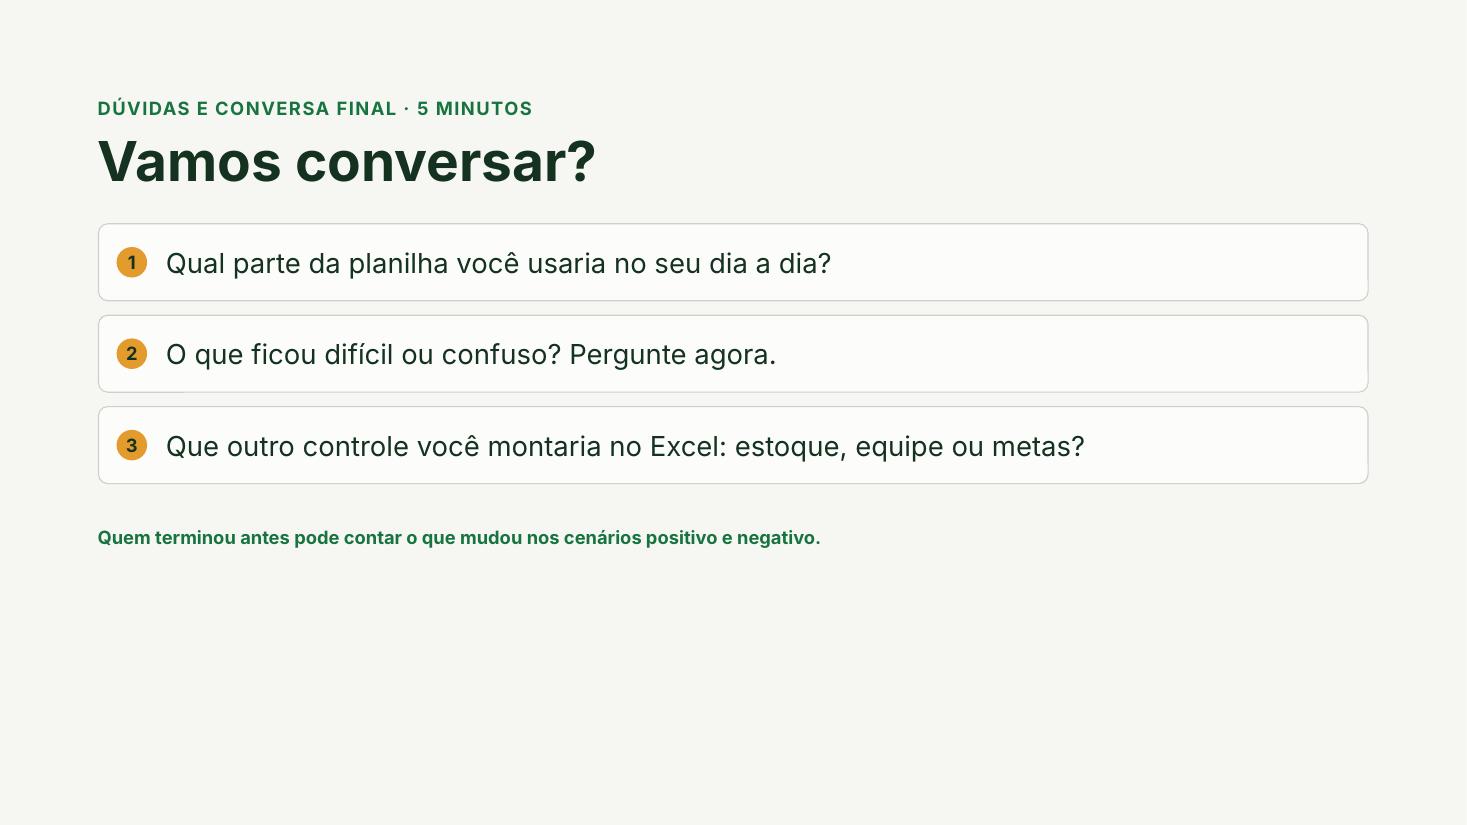 DÚVIDAS E CONVERSA FINAL · 5 MINUTOS
Vamos conversar?
1 Qual parte da planilha você usaria no seu dia a dia?
2 O que ficou difícil ou confuso? Pergunte agora.
3 Que outro controle você montaria no Excel: estoque, equipe ou metas?
Quem terminou antes pode contar o que mudou nos cenários positivo e negativo.